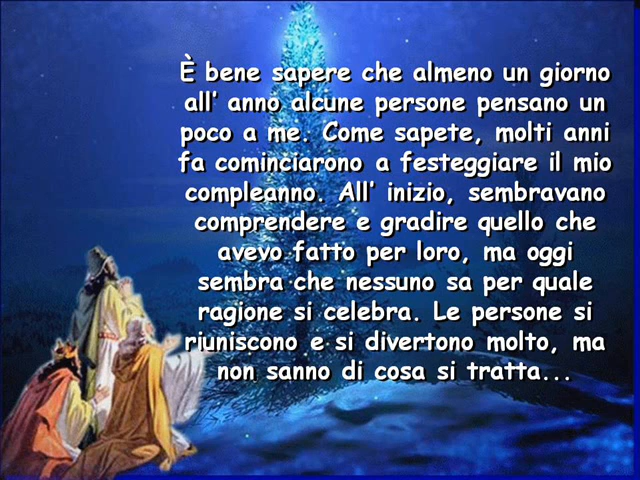 È bene sapere che almeno un giorno
all' anno alcune persone pensano un
poco a me. Come sapete, molti anni
fa cominciarono a festeggiare il mio
compleanno. All' inizio, sembravano
comprendere e gradire quello che
avevo fatto per loro, ma oggi
sembra che nessuno sa per quale
ragione si celebra. Le persone si
riuniscono e si divertono molto, ma
non sanno di cosa si tratta...